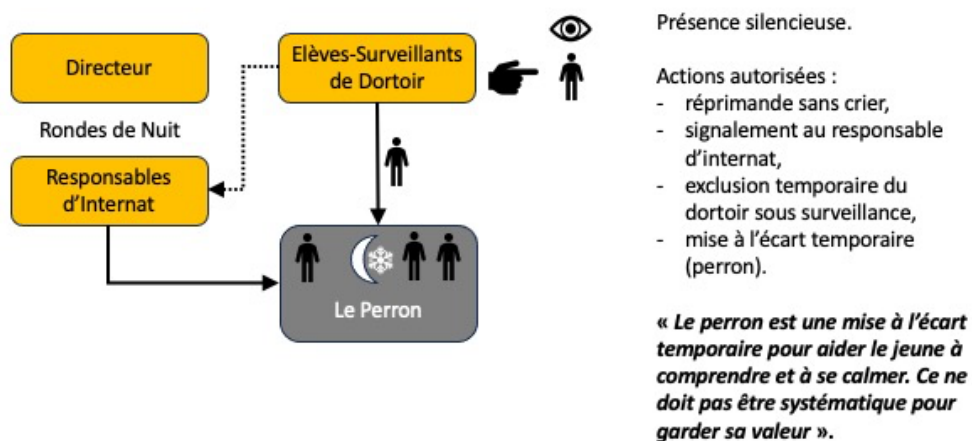 Directeur
Rondes de Nuit
Responsables
d'Internat
Elèves-Surveillants
de Dortoir
Le Perron
Présence silencieuse.
Actions autorisées :
- réprimande sans crier,
- signalement au responsable
d'internat,
- exclusion temporaire du
dortoir sous surveillance,
- mise à l'écart temporaire
(perron).
« Le perron est une mise à l'écart
temporaire pour aider le jeune à
comprendre et à se calmer. Ce ne
doit pas être systématique pour
garder sa valeur ».